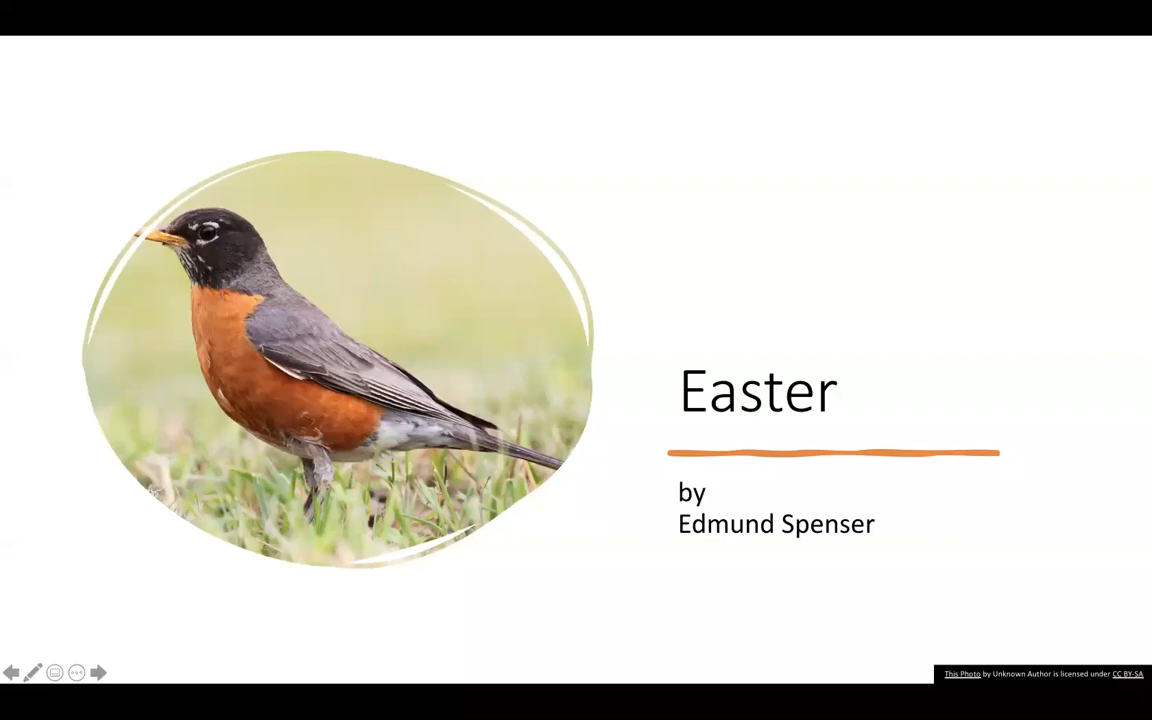 Easter
by
Edmund Spenser
This Photo by Unknown Author is licensed under CC BY-SA